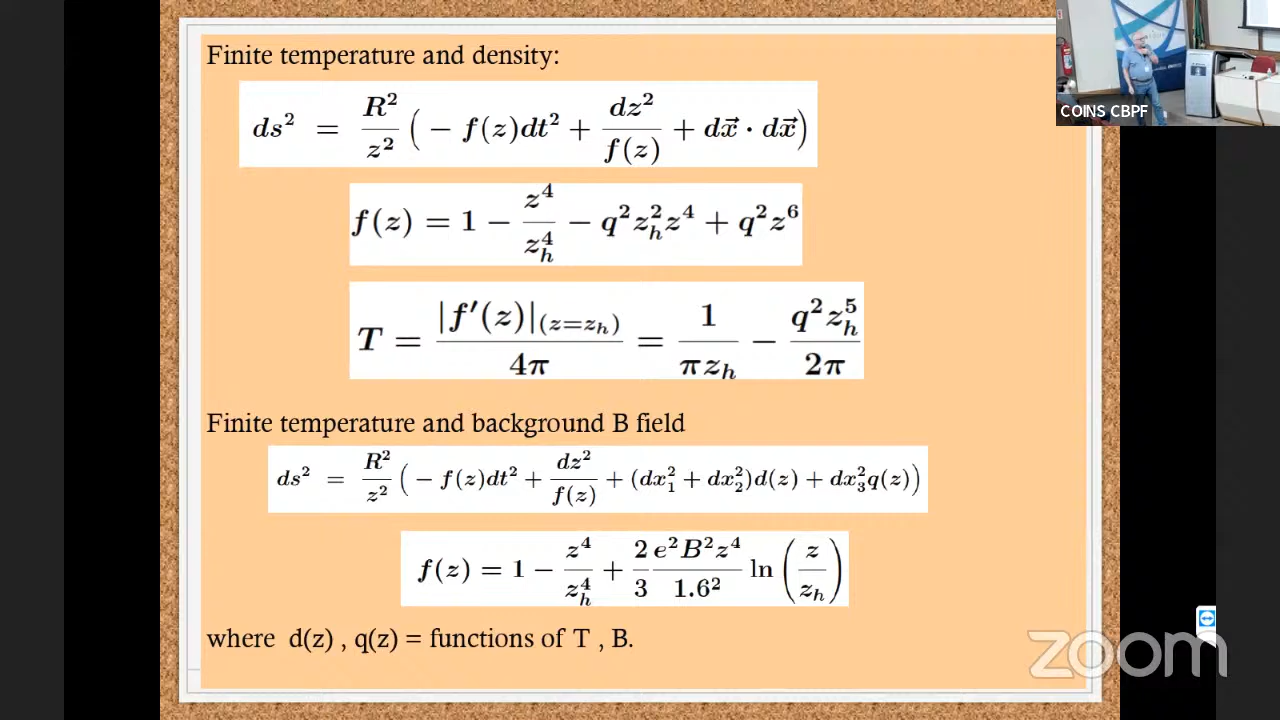 Finite temperature and density:
ds² = R²/z² ( − f(z)dt² + dz²/f(z) + dx⃗ · dx⃗)
f(z) = 1 − z⁴/z_h⁴ − q²z_h²z⁴ + q²z⁶
T = |f′(z)|_(z=z_h)/4π = 1/πz_h − q²z_h⁵/2π
Finite temperature and background B field
ds² = R²/z² ( − f(z)dt² + dz²/f(z) + (dx₁² + dx₂²)d(z) + dx₃²q(z))
f(z) = 1 − z⁴/z_h⁴ + 2/3 e²B²z⁴/1.6² ln (z/z_h)
where d(z) , q(z) = functions of T , B.
COINS CBPF
zoom